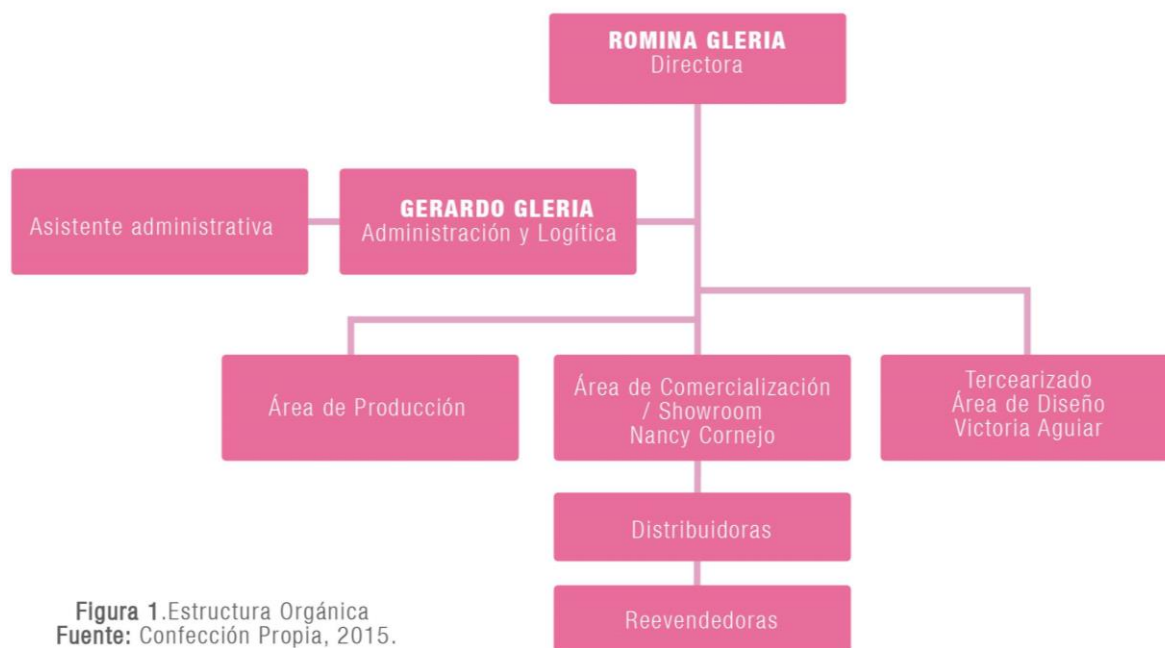 ROMINA GLERIA
Directora
Asistente administrativa
GERARDO GLERIA
Administración y Logítica
Área de Producción
Área de Comercialización
/ Showroom
Nancy Cornejo
Tercearizado
Área de Diseño
Victoria Aguiar
Distribuidoras
Reevendedoras
Figura 1.Estructura Orgánica
Fuente: Confección Propia, 2015.